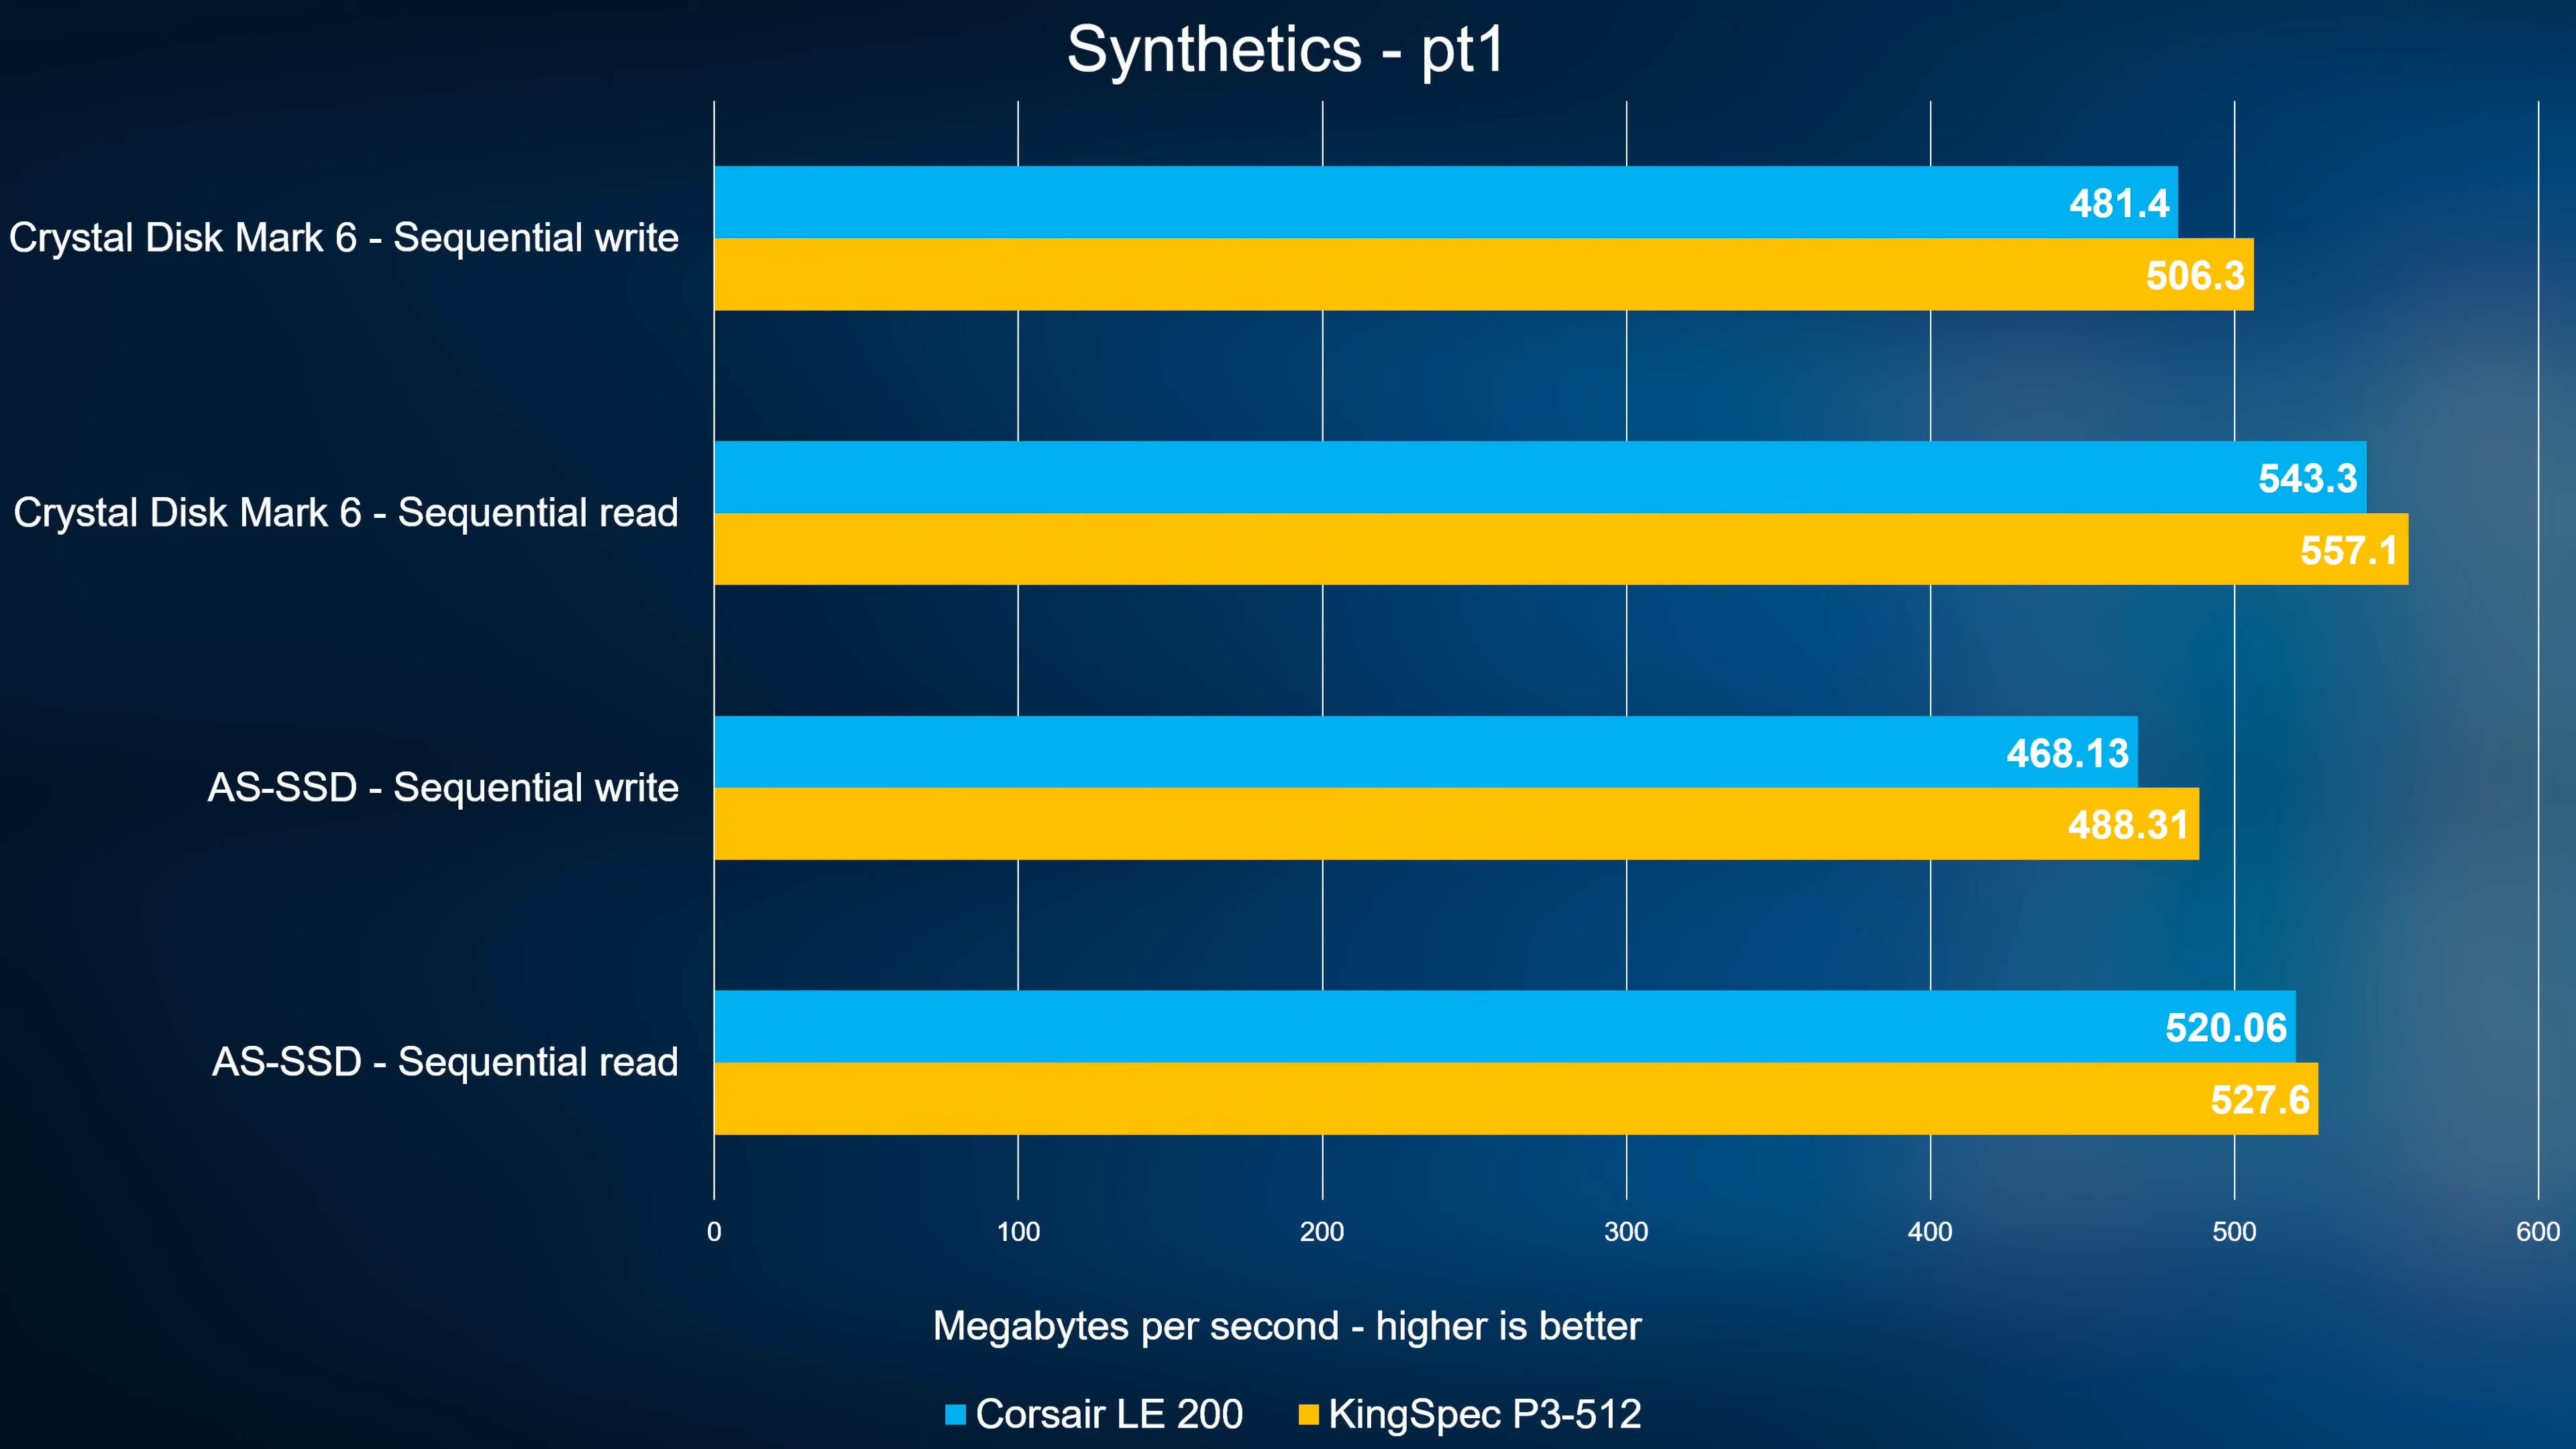 Synthetics - pt1
Crystal Disk Mark 6 - Sequential write
481.4
506.3
Crystal Disk Mark 6 - Sequential read
543.3
557.1
AS-SSD - Sequential write
468.13
488.31
AS-SSD - Sequential read
520.06
527.6
0 100 200 300 400 500 600
Megabytes per second - higher is better
Corsair LE 200 KingSpec P3-512